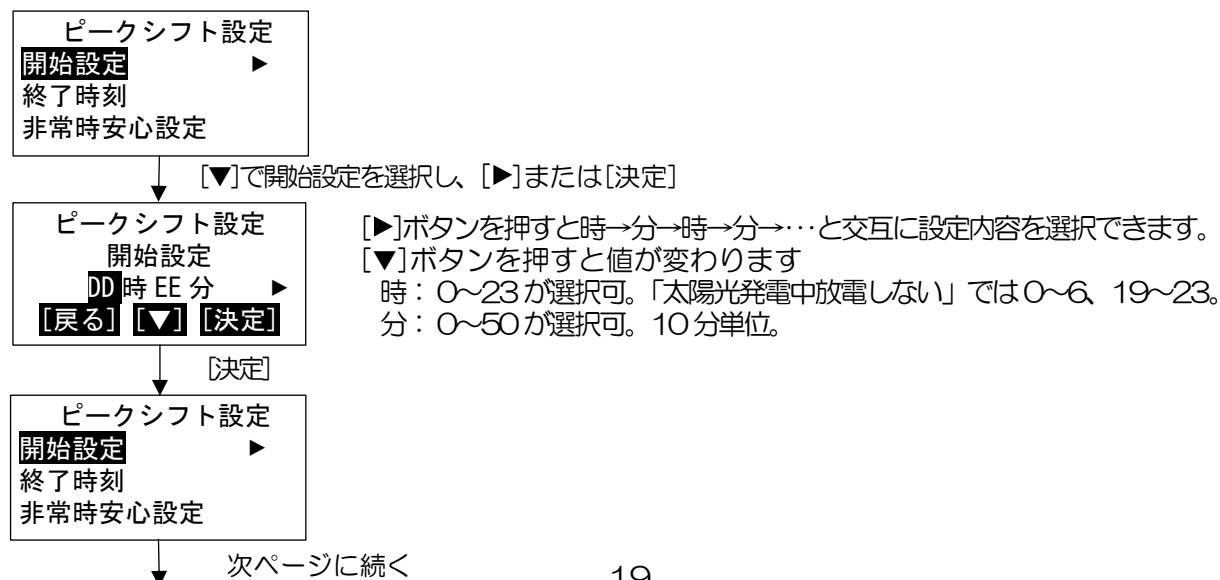 ピークシフト設定
開始設定 ▶
終了時刻
非常時安心設定
[▼]で開始設定を選択し、[▶]または[決定]
ピークシフト設定
開始設定
DD時EE分 ▶
[戻る] [▼] [決定]
[▶]ボタンを押すと時→分→時→分→…と交互に設定内容を選択できます。
[▼]ボタンを押すと値が変わります
時：0～23が選択可。「太陽光発電中放電しない」では0～6、19～23。
分：0～50が選択可。10分単位。
[決定]
ピークシフト設定
開始設定 ▶
終了時刻
非常時安心設定
次ページに続く
19